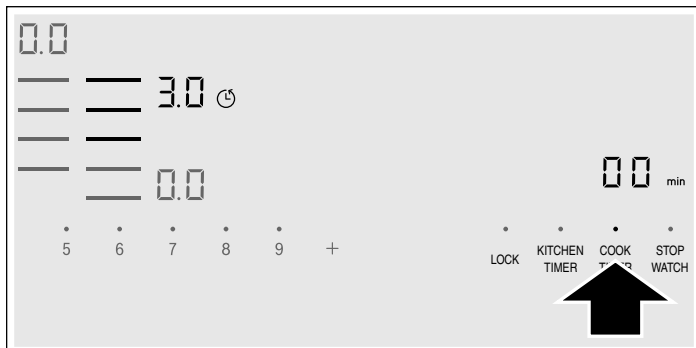 0.0
3.0
0.0
00 min
5 6 7 8 9 +
LOCK
KITCHEN TIMER
COOK
STOP WATCH